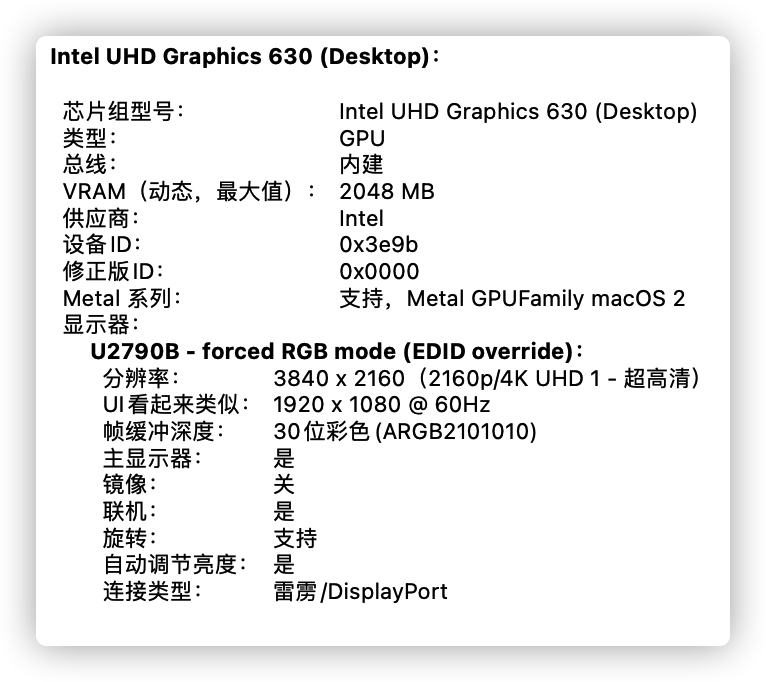 Intel UHD Graphics 630 (Desktop)：
芯片组型号： Intel UHD Graphics 630 (Desktop)
类型： GPU
总线： 内建
VRAM（动态，最大值）： 2048 MB
供应商： Intel
设备ID： 0x3e9b
修正版ID： 0x0000
Metal 系列： 支持，Metal GPUFamily macOS 2
显示器：
U2790B - forced RGB mode (EDID override)：
分辨率： 3840 x 2160（2160p/4K UHD 1 - 超高清）
UI看起来类似： 1920 x 1080 @ 60Hz
帧缓冲深度： 30位彩色(ARGB2101010)
主显示器： 是
镜像： 关
联机： 是
旋转： 支持
自动调节亮度： 是
连接类型： 雷雳/DisplayPort